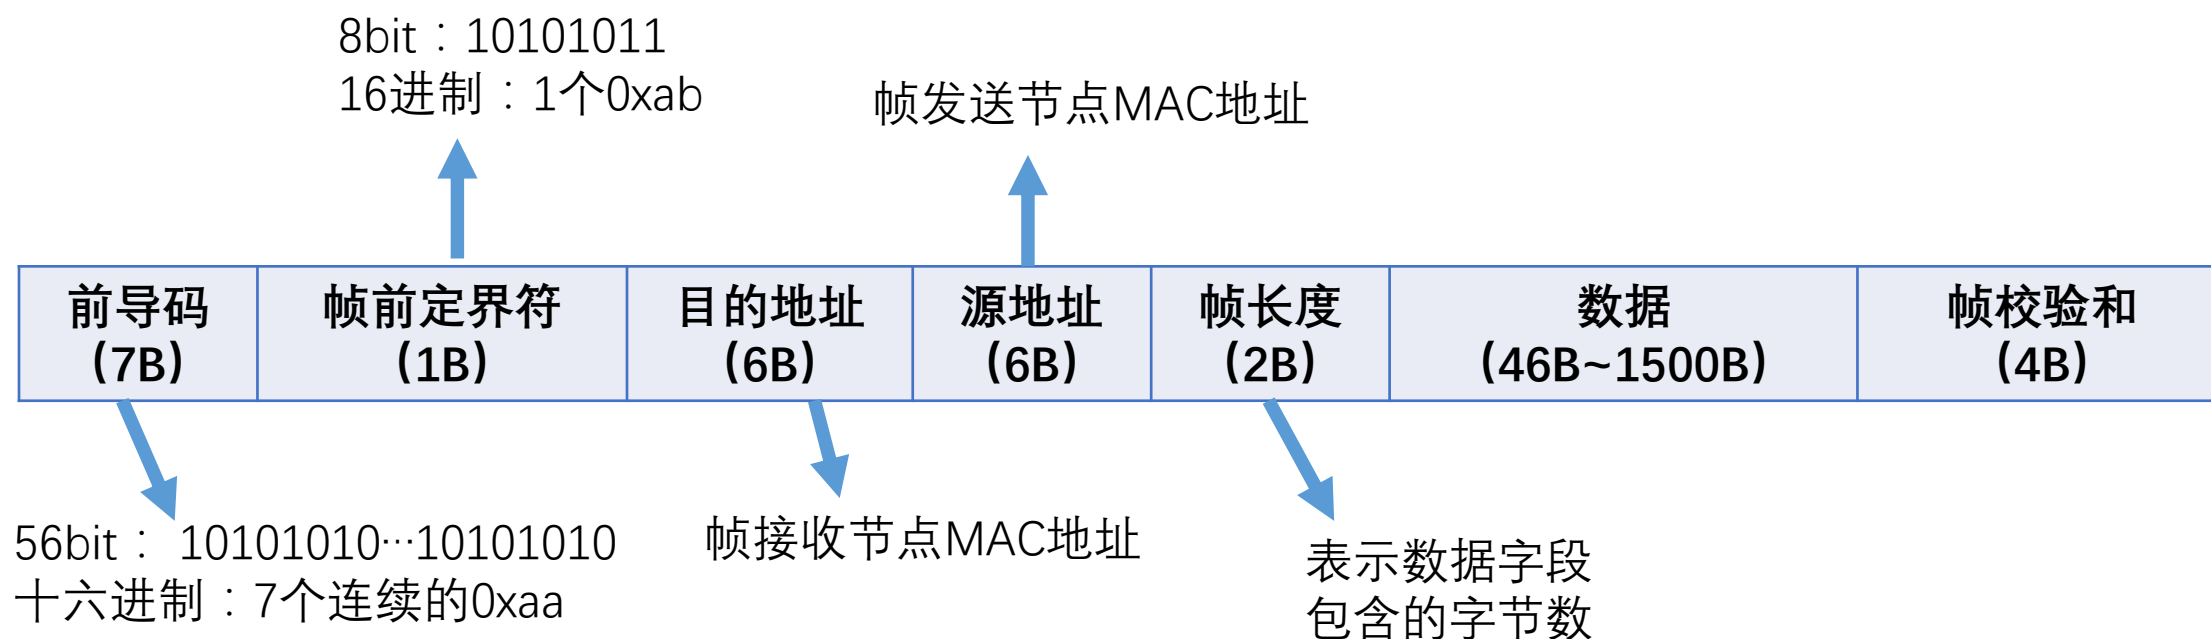 8bit：10101011
16进制：1个0xab
帧发送节点MAC地址
前导码
(7B)
帧前定界符
(1B)
目的地址
(6B)
源地址
(6B)
帧长度
(2B)
数据
(46B~1500B)
帧校验和
(4B)
56bit： 10101010…10101010
十六进制：7个连续的0xaa
帧接收节点MAC地址
表示数据字段
包含的字节数